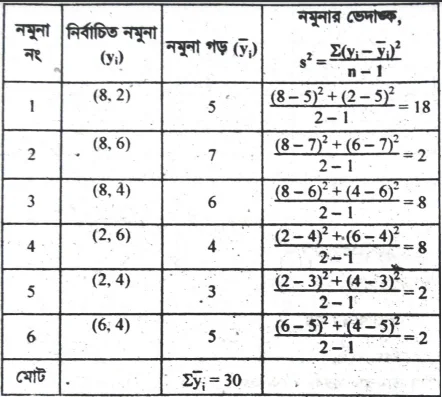 নমুনা নং | নির্বাচিত নমুনা (yᵢ) | নমুনা গড় (ȳᵢ) | নমুনার ভেদাঙ্ক, s² = Σ(yᵢ – ȳᵢ)² / n – 1
1 | (8, 2) | 5 | (8 – 5)² + (2 – 5)² / 2 – 1 = 18
2 | (8, 6) | 7 | (8 – 7)² + (6 – 7)² / 2 – 1 = 2
3 | (8, 4) | 6 | (8 – 6)² + (4 – 6)² / 2 – 1 = 8
4 | (2, 6) | 4 | (2 – 4)² + (6 – 4)² / 2 – 1 = 8
5 | (2, 4) | 3 | (2 – 3)² + (4 – 3)² / 2 – 1 = 2
6 | (6, 4) | 5 | (6 – 5)² + (4 – 5)² / 2 – 1 = 2
মোট | Σȳᵢ = 30